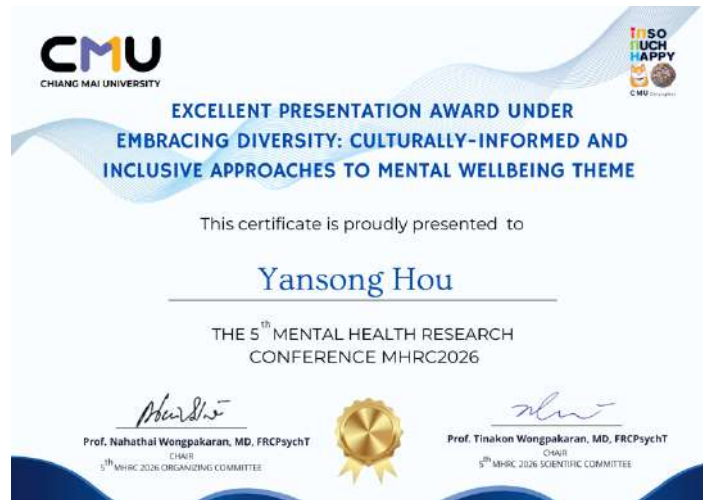 CMU
CHIANG MAI UNIVERSITY
INSO
MUCH
HAPPY
CMU
EXCELLENT PRESENTATION AWARD UNDER
EMBRACING DIVERSITY: CULTURALLY-INFORMED AND
INCLUSIVE APPROACHES TO MENTAL WELLBEING THEME
This certificate is proudly presented to
Yansong Hou
THE 5th MENTAL HEALTH RESEARCH
CONFERENCE MHRC2026
Prof. Nahathai Wongpakaran, MD, FRCPsychT
CHAIR
5th MHRC 2026 ORGANIZING COMMITTEE
Prof. Tinakon Wongpakaran, MD, FRCPsychT
CHAIR
5th MHRC 2026 SCIENTIFIC COMMITTEE